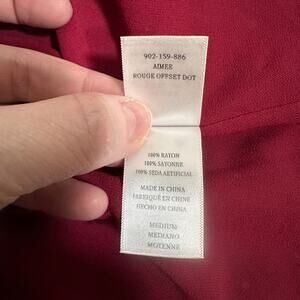 902-159-886
AIMEE
ROUGE OFFSET DOT
100% RAYON
100% SAYONNE
100% SEDA ARTIFICIAL
MADE IN CHINA
FABRIQUÉ EN CHINE
HECHO EN CHINA
MEDIUM
MEDIANO
MOYENNE